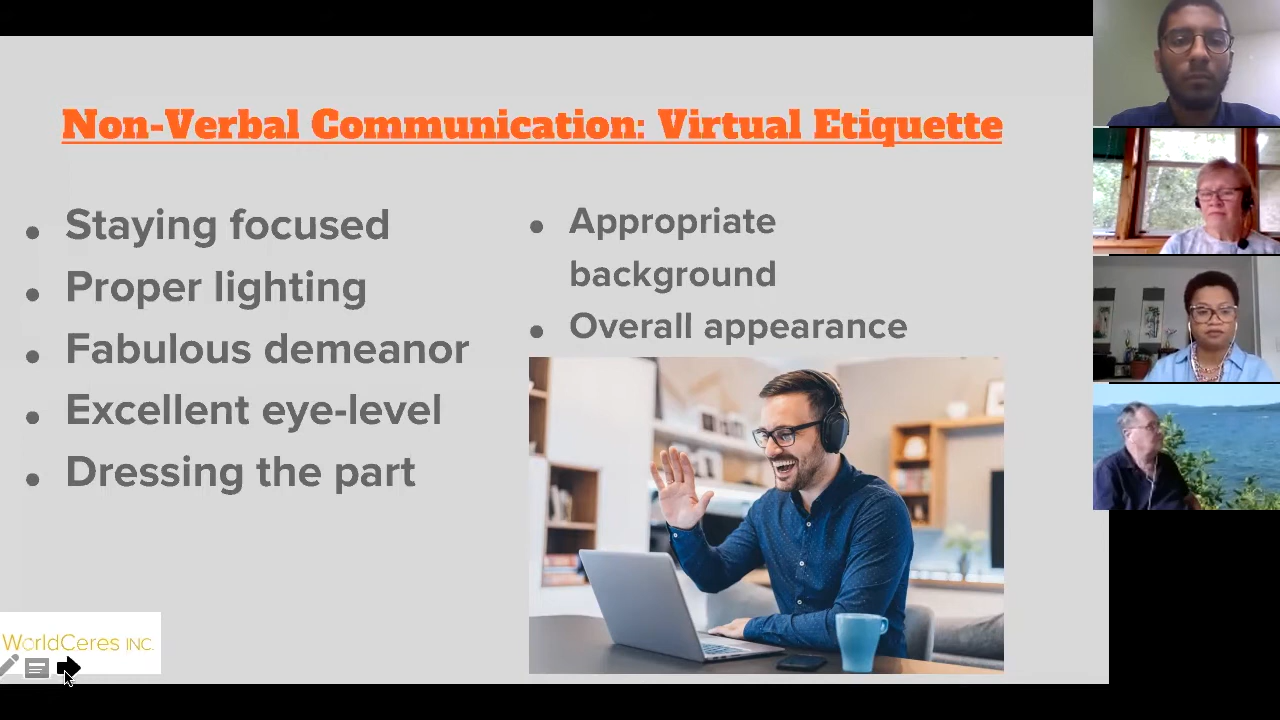 Non-Verbal Communication: Virtual Etiquette
• Staying focused
• Proper lighting
• Fabulous demeanor
• Excellent eye-level
• Dressing the part
• Appropriate
background
• Overall appearance
WorldCeres INC.